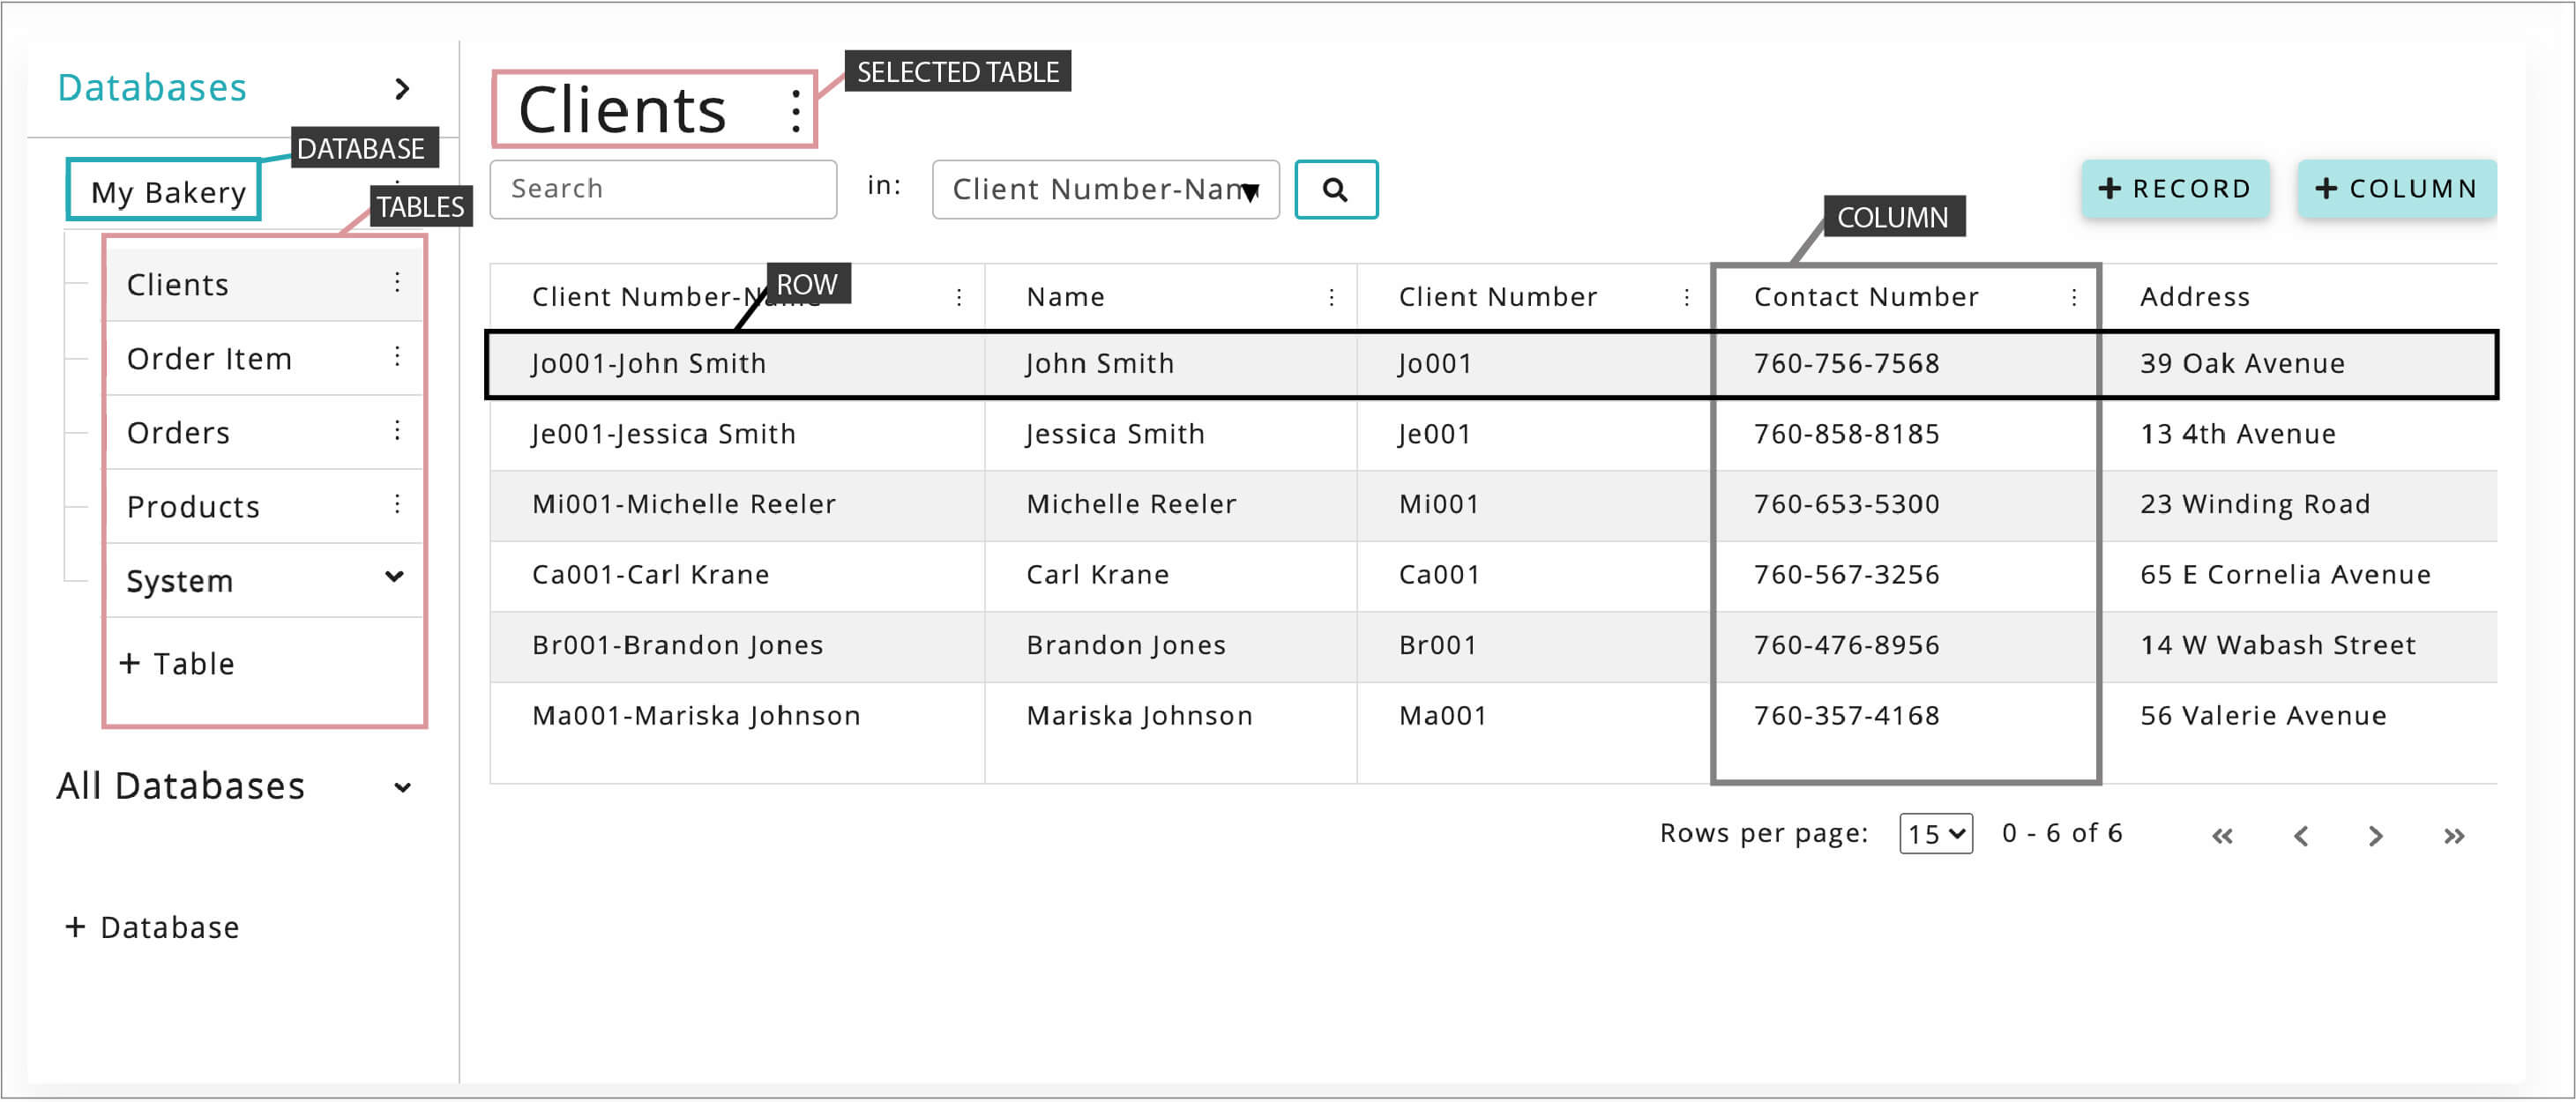 Databases
DATABASE
My Bakery
TABLES
Clients
Order Item
Orders
Products
System
+ Table
All Databases
+ Database
Clients
SELECTED TABLE
Search in: Client Number-Nam
+ RECORD + COLUMN
COLUMN
ROW
Client Number-Name Name Client Number Contact Number Address
Jo001-John Smith John Smith Jo001 760-756-7568 39 Oak Avenue
Je001-Jessica Smith Jessica Smith Je001 760-858-8185 13 4th Avenue
Mi001-Michelle Reeler Michelle Reeler Mi001 760-653-5300 23 Winding Road
Ca001-Carl Krane Carl Krane Ca001 760-567-3256 65 E Cornelia Avenue
Br001-Brandon Jones Brandon Jones Br001 760-476-8956 14 W Wabash Street
Ma001-Mariska Johnson Mariska Johnson Ma001 760-357-4168 56 Valerie Avenue
Rows per page: 15 0 - 6 of 6